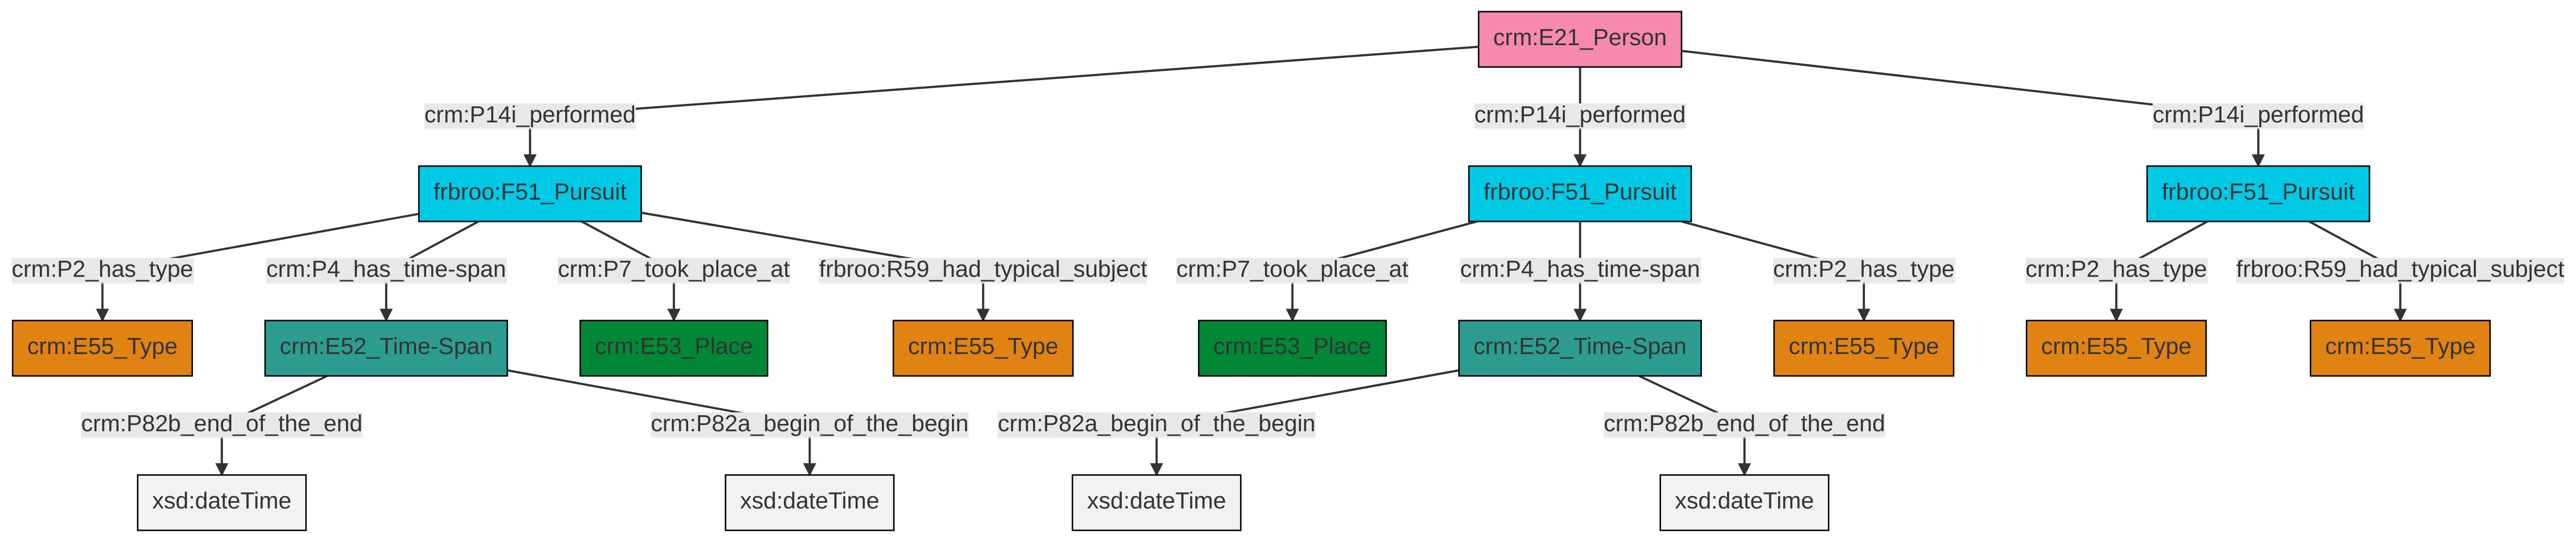 crm:E21_Person
crm:P14i_performed
crm:P14i_performed
crm:P14i_performed
frbroo:F51_Pursuit
frbroo:F51_Pursuit
frbroo:F51_Pursuit
crm:P2_has_type
crm:P4_has_time-span
crm:P7_took_place_at
frbroo:R59_had_typical_subject
crm:P7_took_place_at
crm:P4_has_time-span
crm:P2_has_type
crm:P2_has_type
frbroo:R59_had_typical_subject
crm:E55_Type
crm:E52_Time-Span
crm:E53_Place
crm:E55_Type
crm:E53_Place
crm:E52_Time-Span
crm:E55_Type
crm:E55_Type
crm:E55_Type
crm:P82b_end_of_the_end
crm:P82a_begin_of_the_begin
crm:P82a_begin_of_the_begin
crm:P82b_end_of_the_end
xsd:dateTime
xsd:dateTime
xsd:dateTime
xsd:dateTime